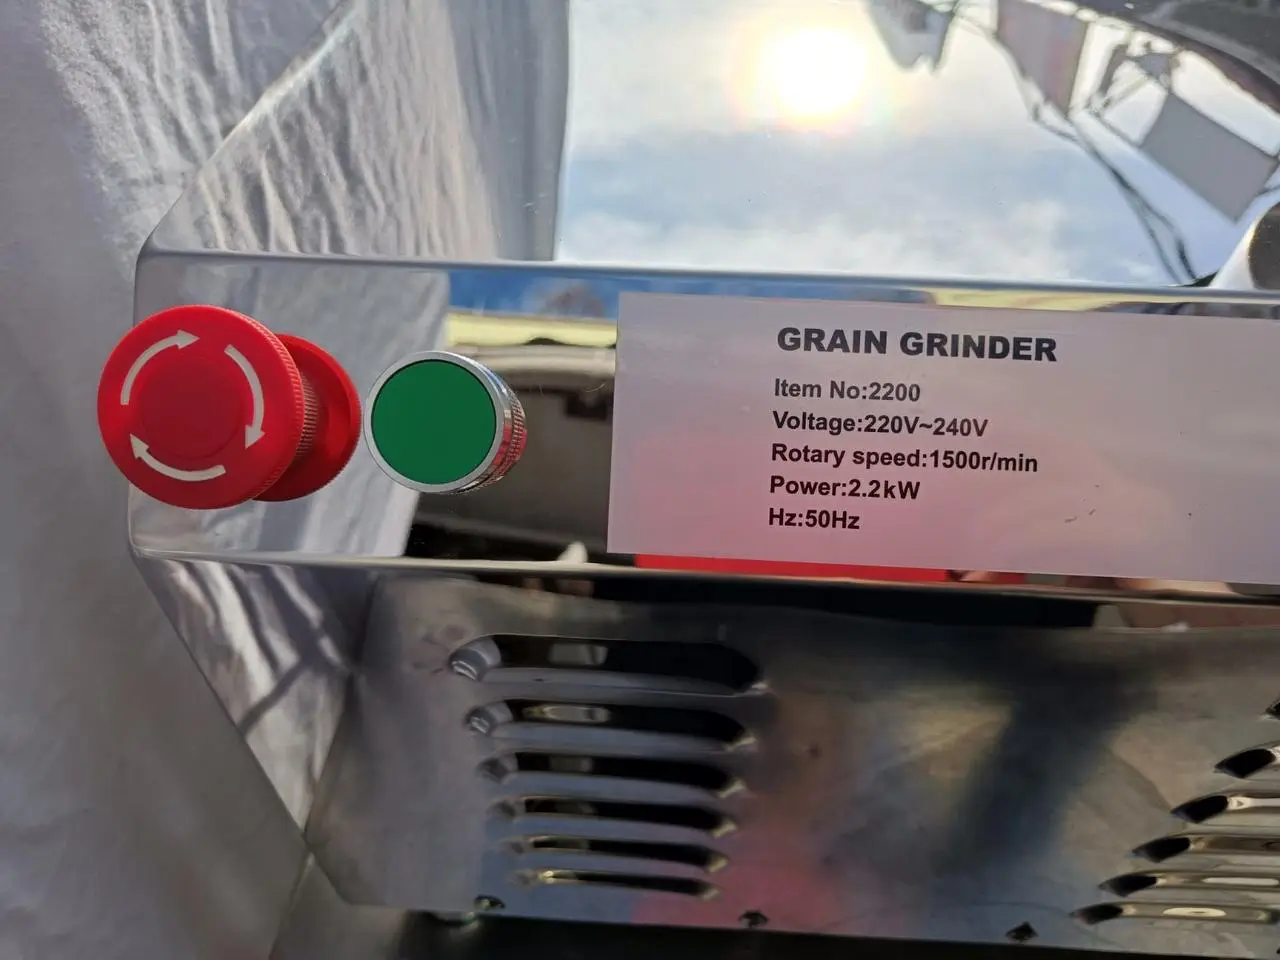 GRAIN GRINDER
Item No:2200
Voltage:220V~240V
Rotary speed:1500r/min
Power:2.2kW
Hz:50Hz